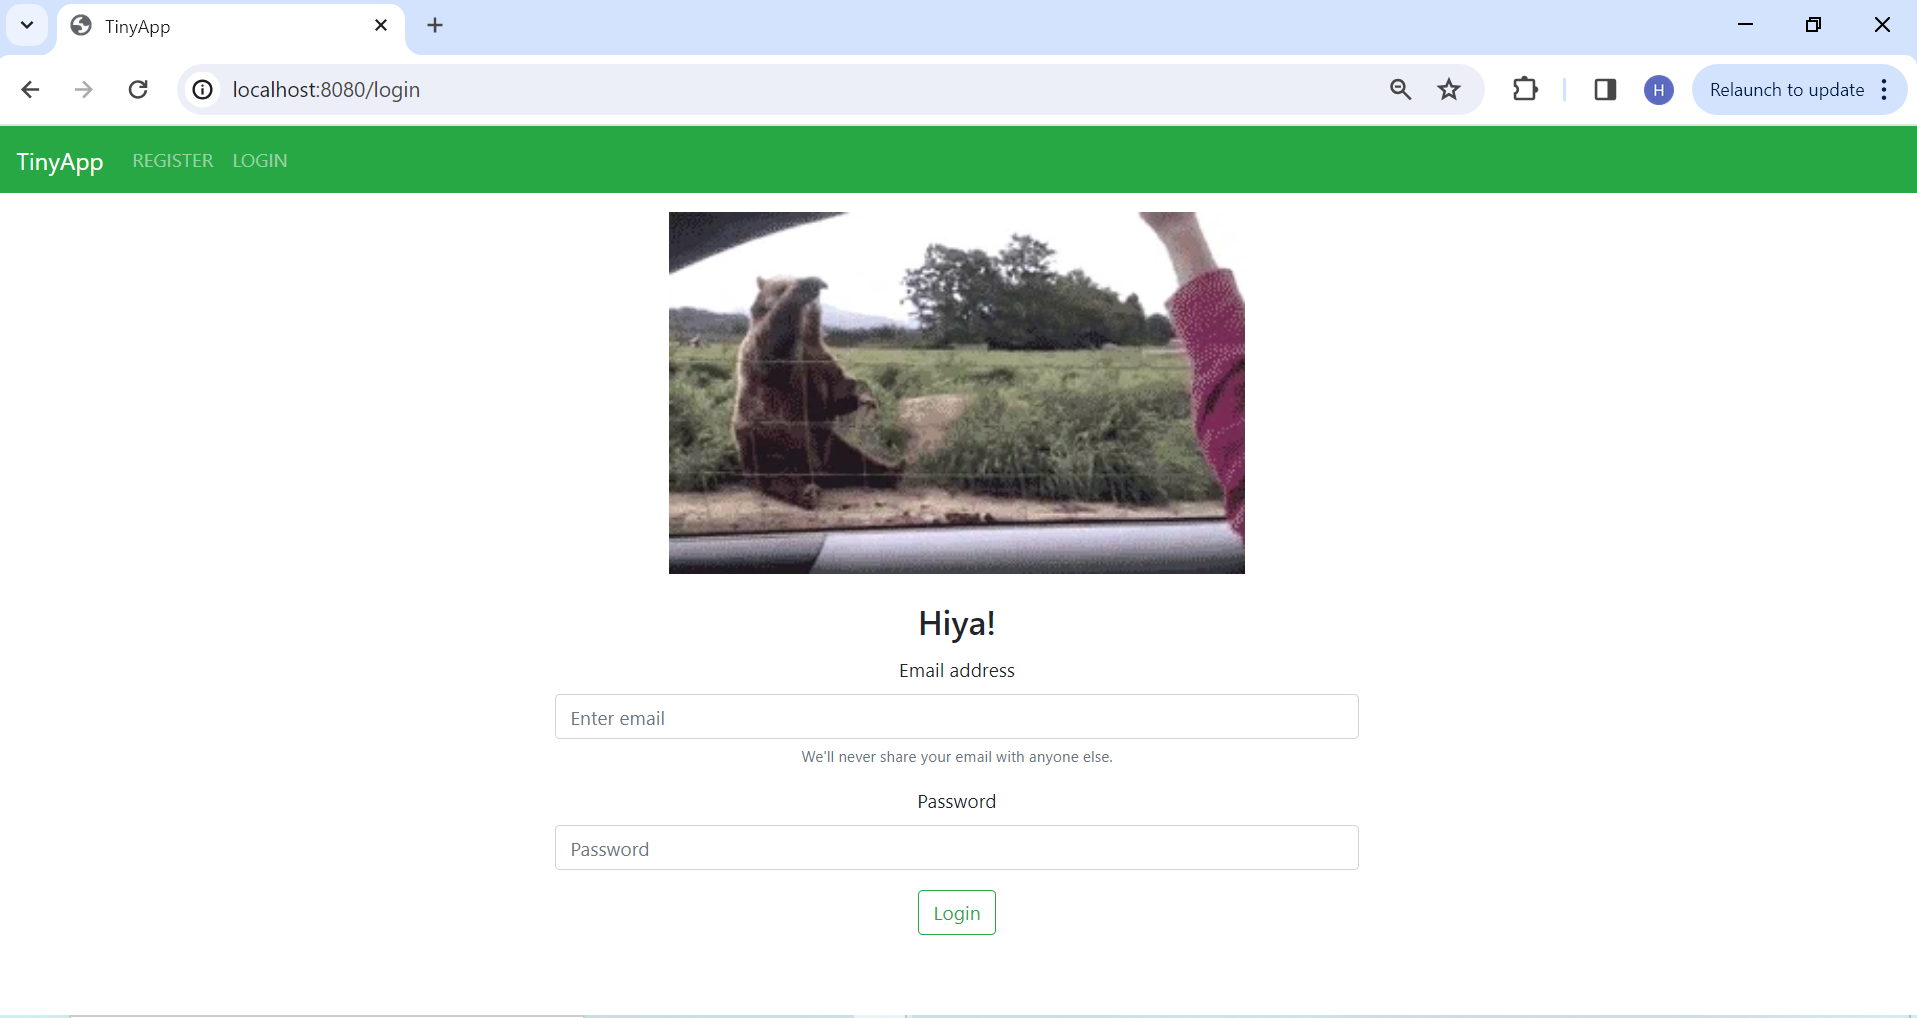 TinyApp
localhost:8080/login
H
Relaunch to update
TinyApp REGISTER LOGIN
Hiya!
Email address
Enter email
We'll never share your email with anyone else.
Password
Password
Login